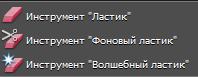 Инструмент "Ластик"
Инструмент "Фоновый ластик"
Инструмент "Волшебный ластик"